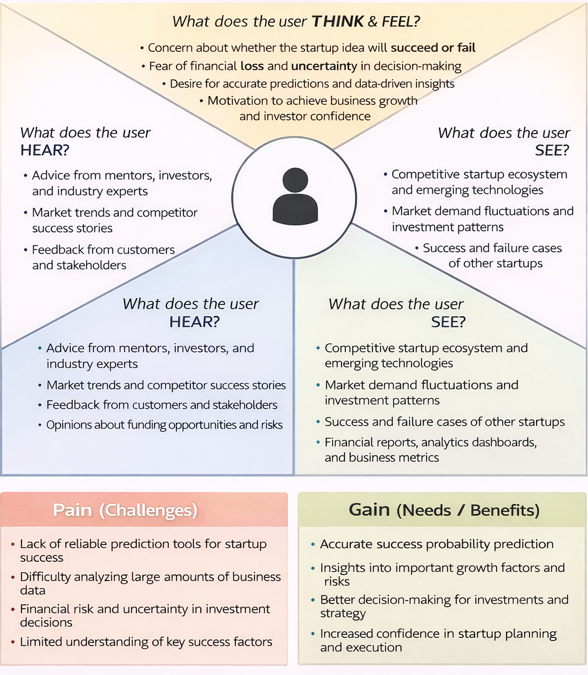 What does the user THINK & FEEL?
• Concern about whether the startup idea will succeed or fail
• Fear of financial loss and uncertainty in decision-making
• Desire for accurate predictions and data-driven insights
• Motivation to achieve business growth
and investor confidence
What does the user
HEAR?
• Advice from mentors, investors,
and industry experts
• Market trends and competitor
success stories
• Feedback from customers
and stakeholders
What does the user
SEE?
• Competitive startup ecosystem
and emerging technologies
• Market demand fluctuations and
investment patterns
• Success and failure cases
of other startups
What does the user
HEAR?
• Advice from mentors, investors, and
industry experts
• Market trends and competitor success stories
• Feedback from customers and stakeholders
• Opinions about funding opportunities and risks
What does the user
SEE?
• Competitive startup ecosystem and
emerging technologies
• Market demand fluctuations and
investment patterns
• Success and failure cases of other startups
• Financial reports, analytics dashboards,
and business metrics
Pain (Challenges)
• Lack of reliable prediction tools for startup
success
• Difficulty analyzing large amounts of business
data
• Financial risk and uncertainty in investment
decisions
• Limited understanding of key success factors
Gain (Needs / Benefits)
• Accurate success probability prediction
• Insights into important growth factors and
risks
• Better decision-making for investments and
strategy
• Increased confidence in startup planning
and execution